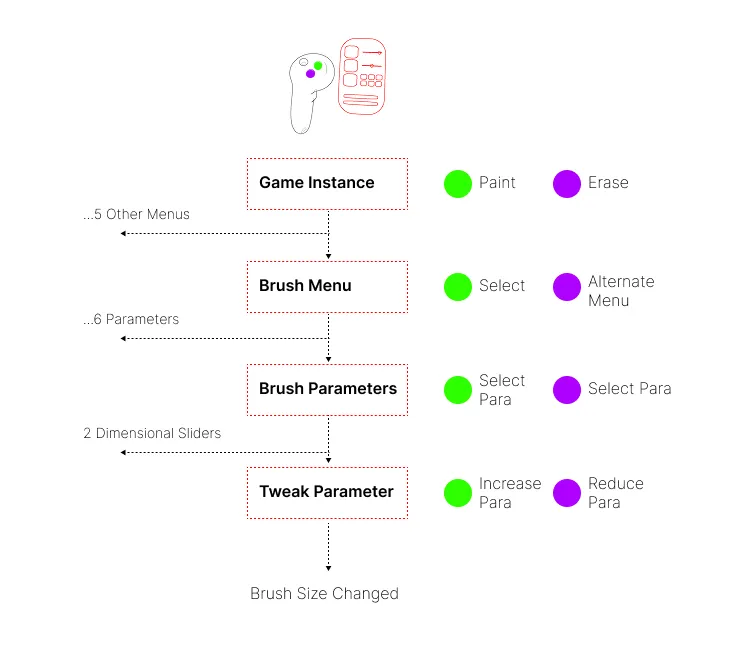 Game Instance
Paint
Erase
...5 Other Menus
Brush Menu
Select
Alternate
Menu
...6 Parameters
Brush Parameters
Select
Para
Select Para
2 Dimensional Sliders
Tweak Parameter
Increase
Para
Reduce
Para
Brush Size Changed